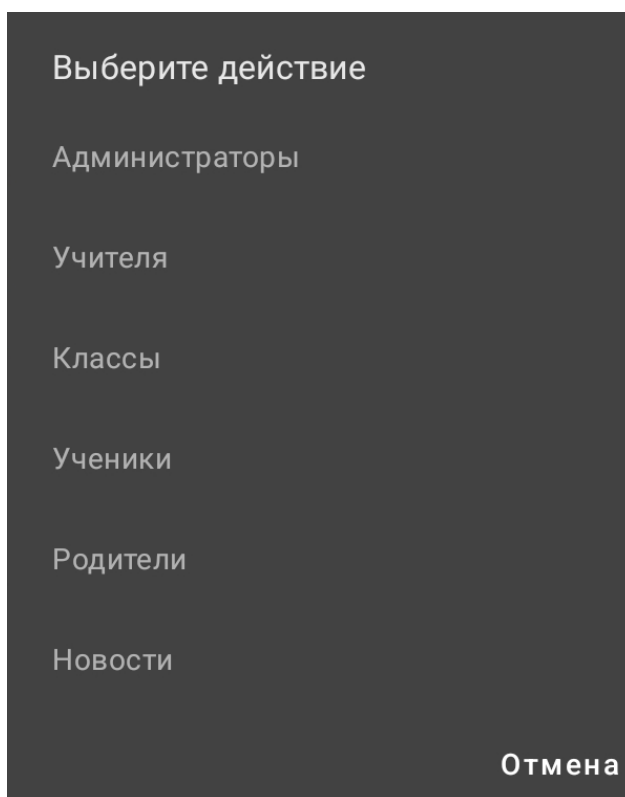 Выберите действие
Администраторы
Учителя
Классы
Ученики
Родители
Новости
Отмена